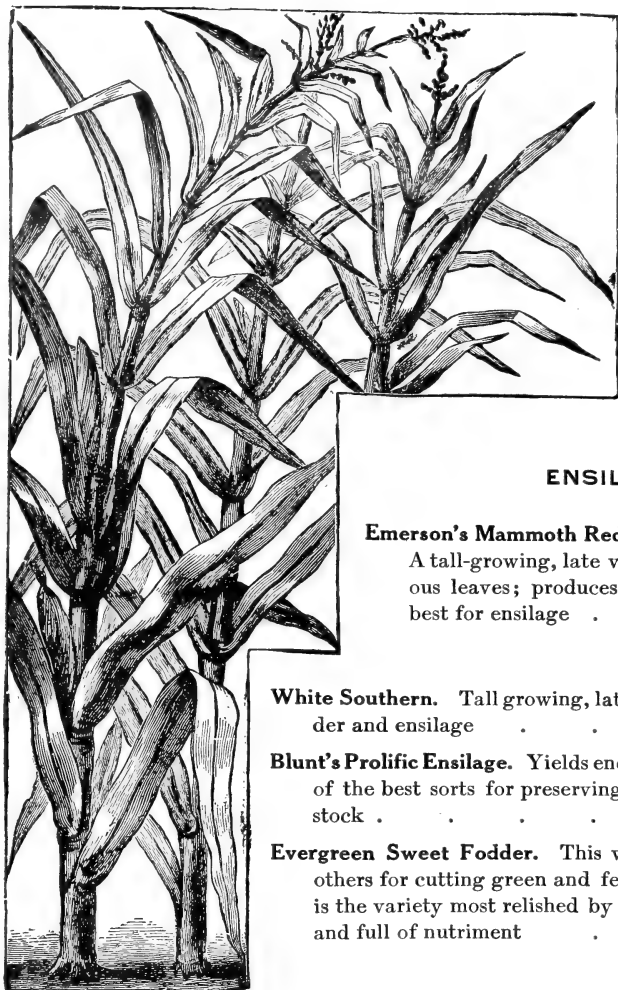 ENSIL
Emerson's Mammoth Rec
A tall-growing, late v
ous leaves; produces
best for ensilage .
White Southern. Tall growing, lat
der and ensilage . .
Blunt's Prolific Ensilage. Yields end
of the best sorts for preserving
stock . . . .
Evergreen Sweet Fodder. This v
others for cutting green and fe
is the variety most relished by
and full of nutriment .